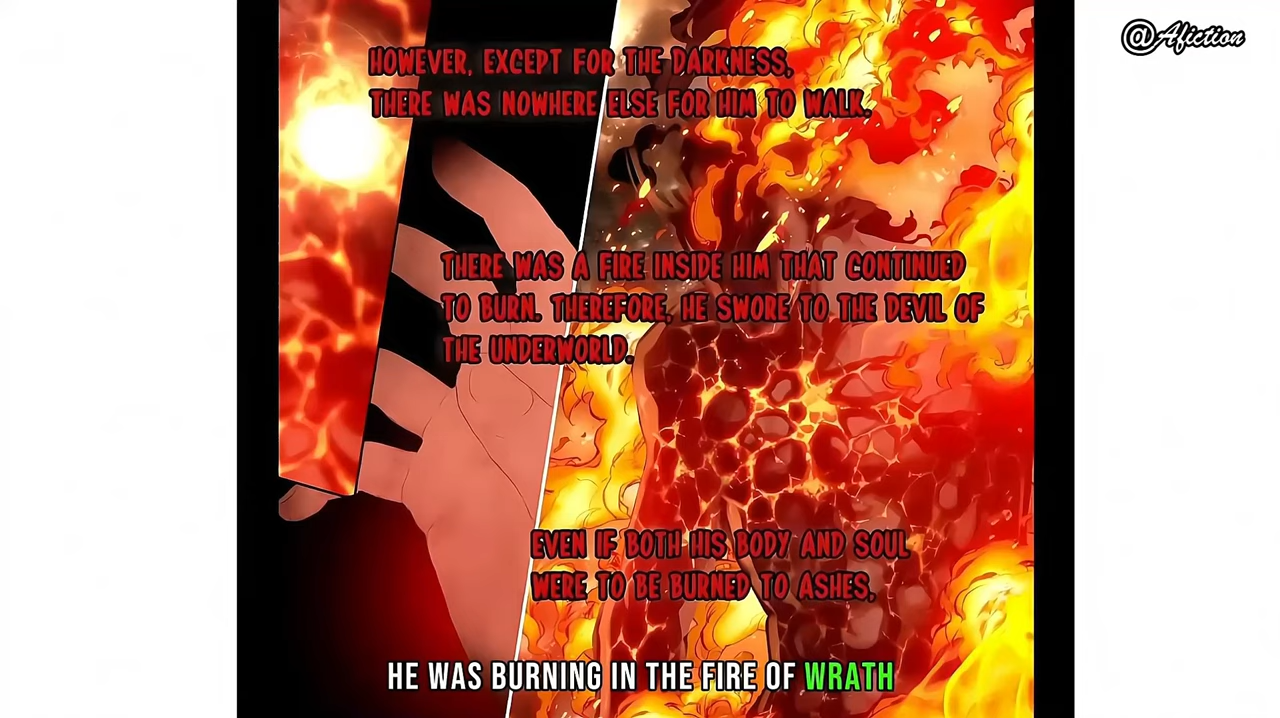 @Afiction
HOWEVER, EXCEPT FOR THE DARKNESS,
THERE WAS NOWHERE ELSE FOR HIM TO WALK.
THERE WAS A FIRE INSIDE HIM THAT CONTINUED
TO BURN. THEREFORE, HE SWORE TO THE DEVIL OF
THE UNDERWORLD.
EVEN IF BOTH HIS BODY AND SOUL
WERE TO BE BURNED TO ASHES,
HE WAS BURNING IN THE FIRE OF WRATH